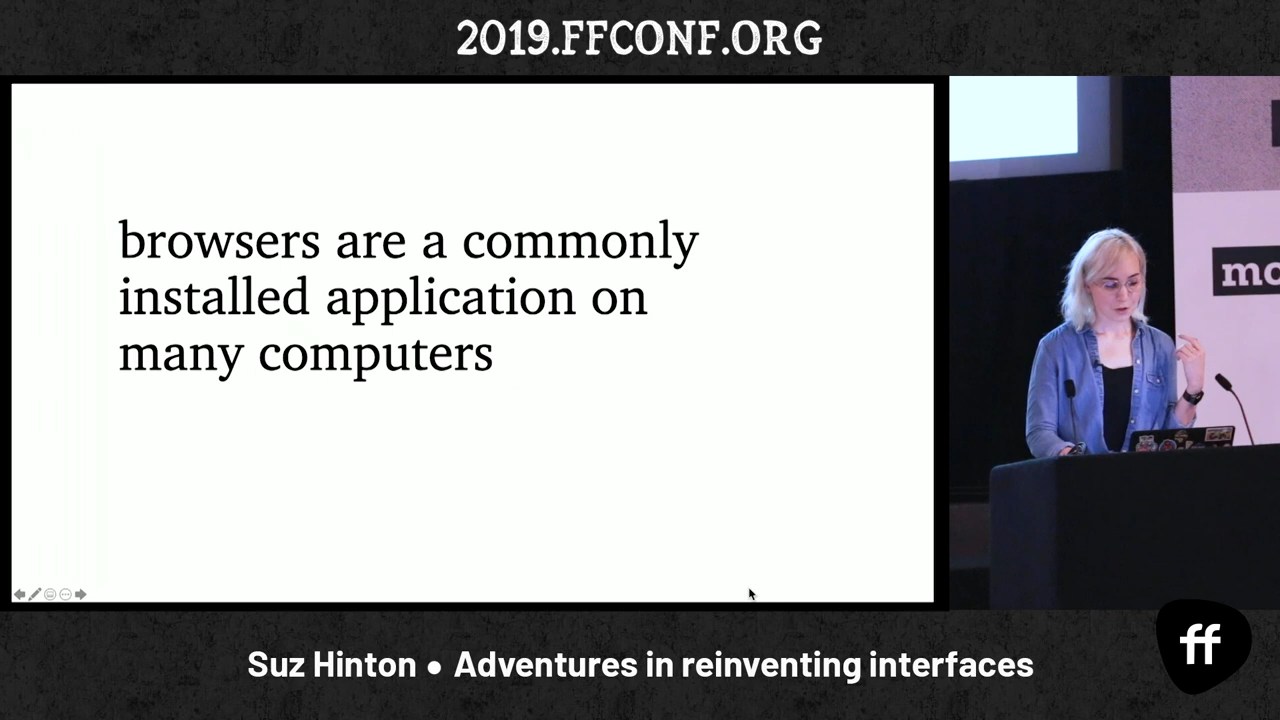 2019.FFCONF.ORG
browsers are a commonly
installed application on
many computers
mo
Suz Hinton • Adventures in reinventing interfaces
ff